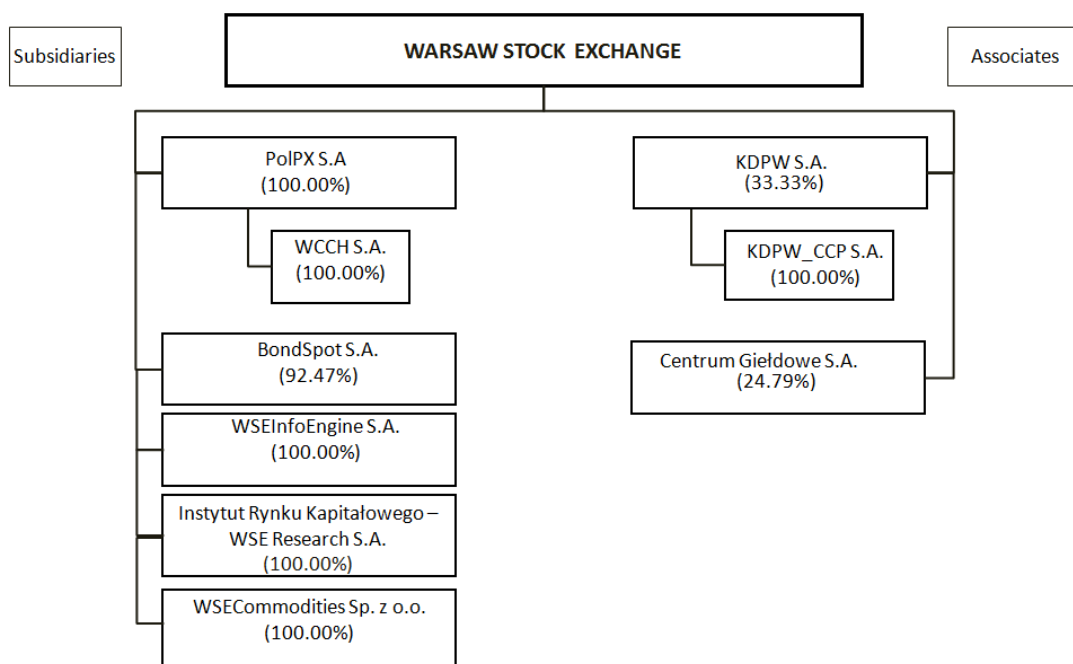 Subsidiaries
WARSAW STOCK EXCHANGE
Associates
PolPX S.A
(100.00%)
WCCH S.A.
(100.00%)
BondSpot S.A.
(92.47%)
WSEInfoEngine S.A.
(100.00%)
Instytut Rynku Kapitałowego –
WSE Research S.A.
(100.00%)
WSECommodities Sp. z o.o.
(100.00%)
KDPW S.A.
(33.33%)
KDPW_CCP S.A.
(100.00%)
Centrum Giełdowe S.A.
(24.79%)